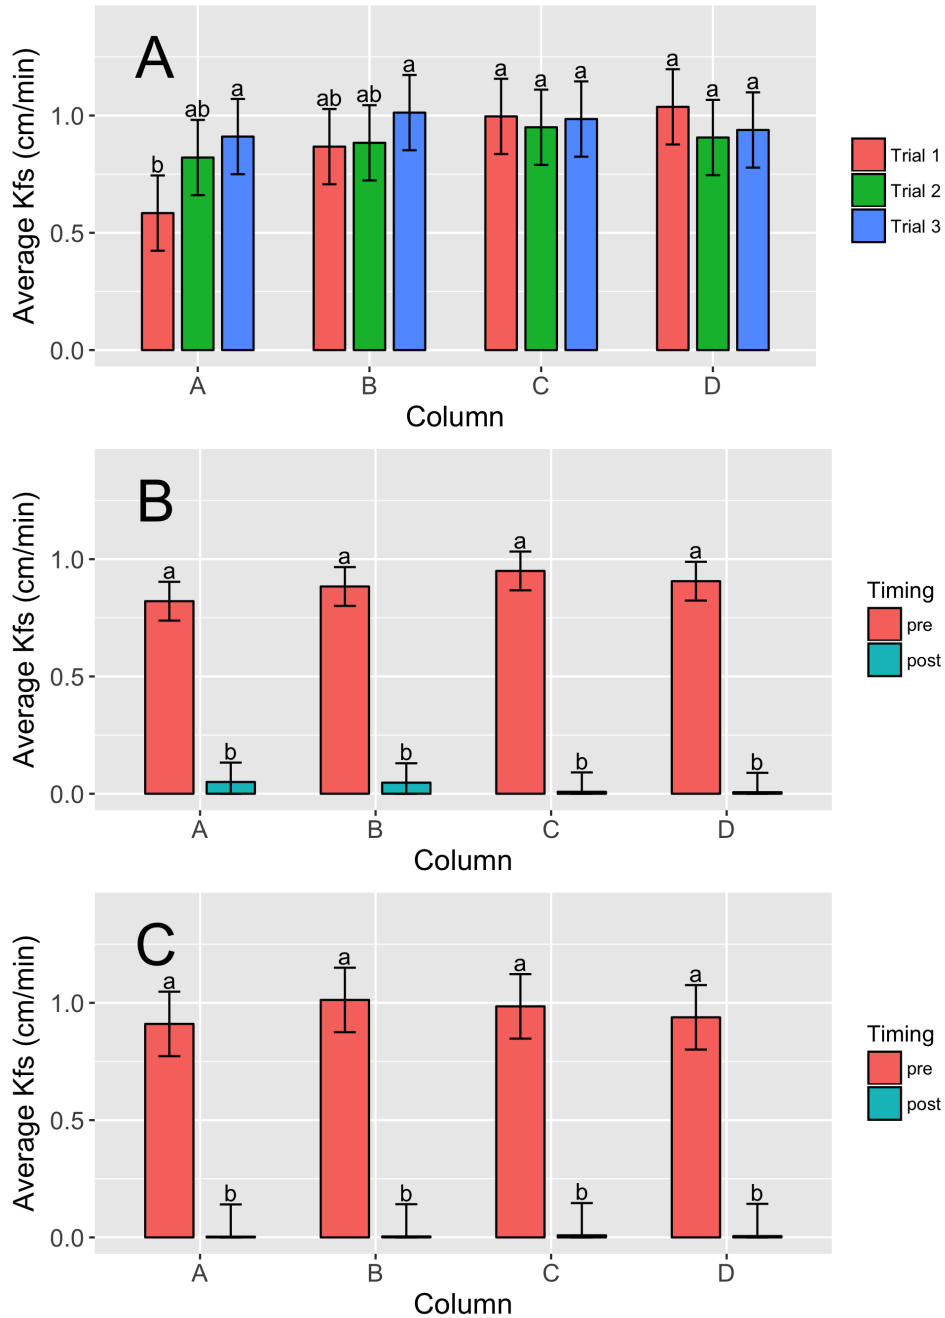 A
a
a
a
a
a
a
a
a
ab
ab
ab
b
1.0
0.5
0.0
Average Kfs (cm/min)
A
B
C
D
Column
Trial 1
Trial 2
Trial 3
B
a
a
a
a
b
b
b
b
1.0
0.5
0.0
Average Kfs (cm/min)
A
B
C
D
Column
Timing
pre
post
C
a
a
a
a
b
b
b
b
1.0
0.5
0.0
Average Kfs (cm/min)
A
B
C
D
Column
Timing
pre
post